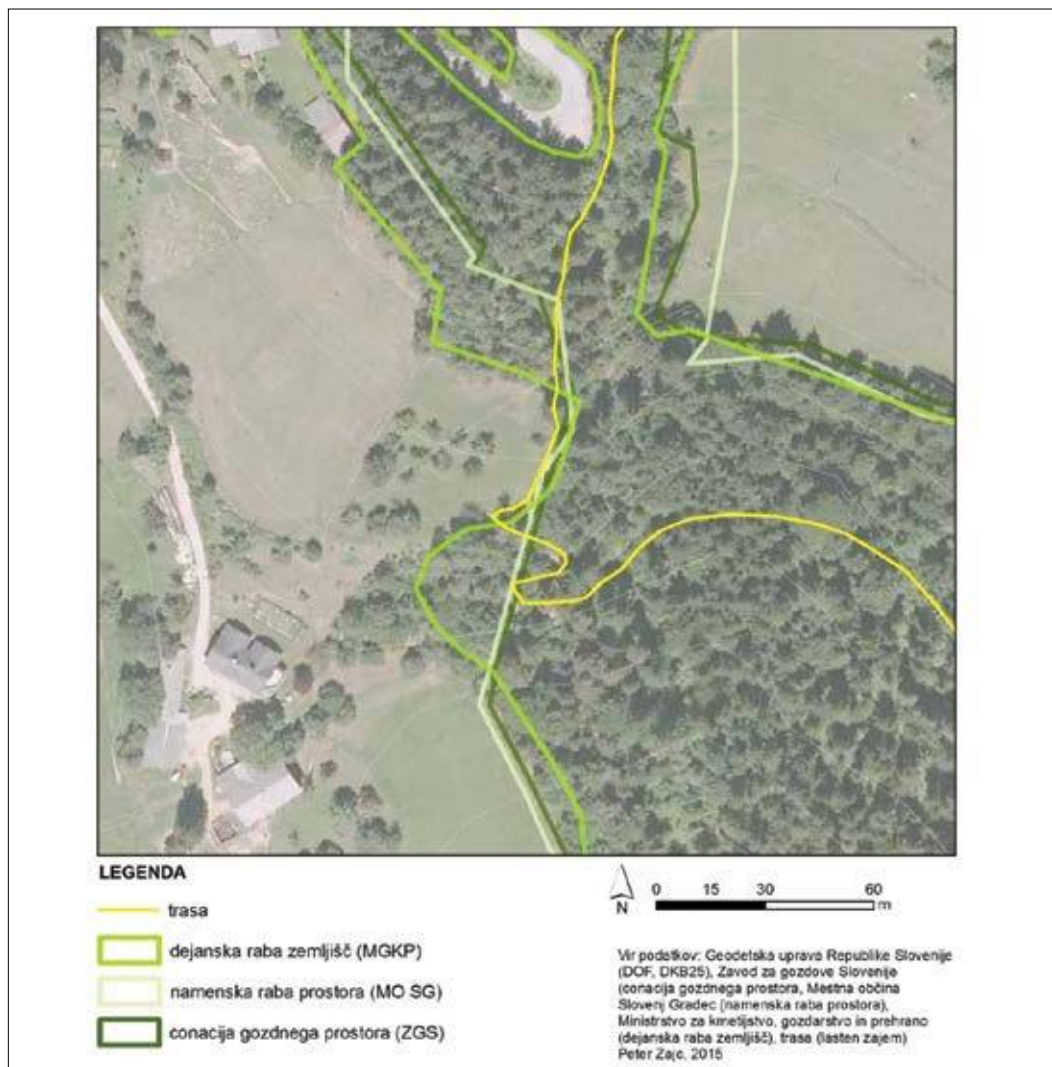 LEGENDA
trasa
dejanska raba zemljišč (MGKP)
namenska raba prostora (MO SG)
conacija gozdnega prostora (ZGS)
N
0 15 30 60
m
Vir podatkov: Geodetska uprava Republike Slovenije
(DOF, DKB25), Zavod za gozdove Slovenije
(conacija gozdnega prostora, Mestna občina
Slovenj Gradec (namenska raba prostora),
Ministrstvo za kmetijstvo, gozdarstvo in prehrano
(dejanska raba zemljišč), trasa (lasten zajem)
Peter Zajc, 2015